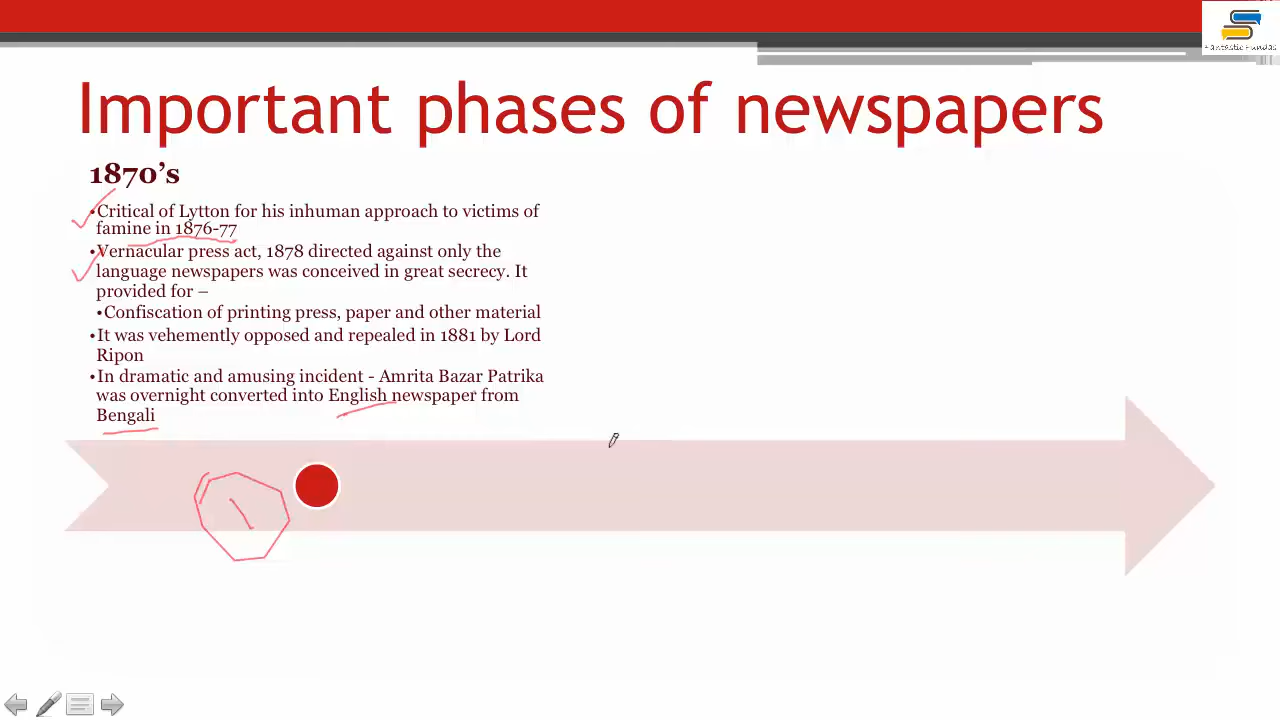 Fantastic Fundas
Important phases of newspapers
1870’s
•Critical of Lytton for his inhuman approach to victims of
famine in 1876-77
•Vernacular press act, 1878 directed against only the
language newspapers was conceived in great secrecy. It
provided for –
•Confiscation of printing press, paper and other material
•It was vehemently opposed and repealed in 1881 by Lord
Ripon
•In dramatic and amusing incident - Amrita Bazar Patrika
was overnight converted into English newspaper from
Bengali